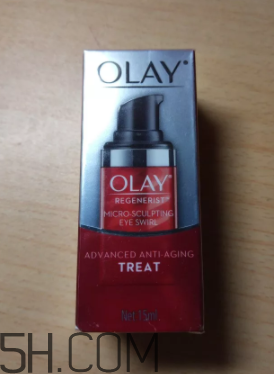 OLAY®
OLAY®
REGENERIST®
MICRO-SCULPTING
EYE SWIRL
ADVANCED ANTI-AGING
TREAT
Net 15ml
5H.COM